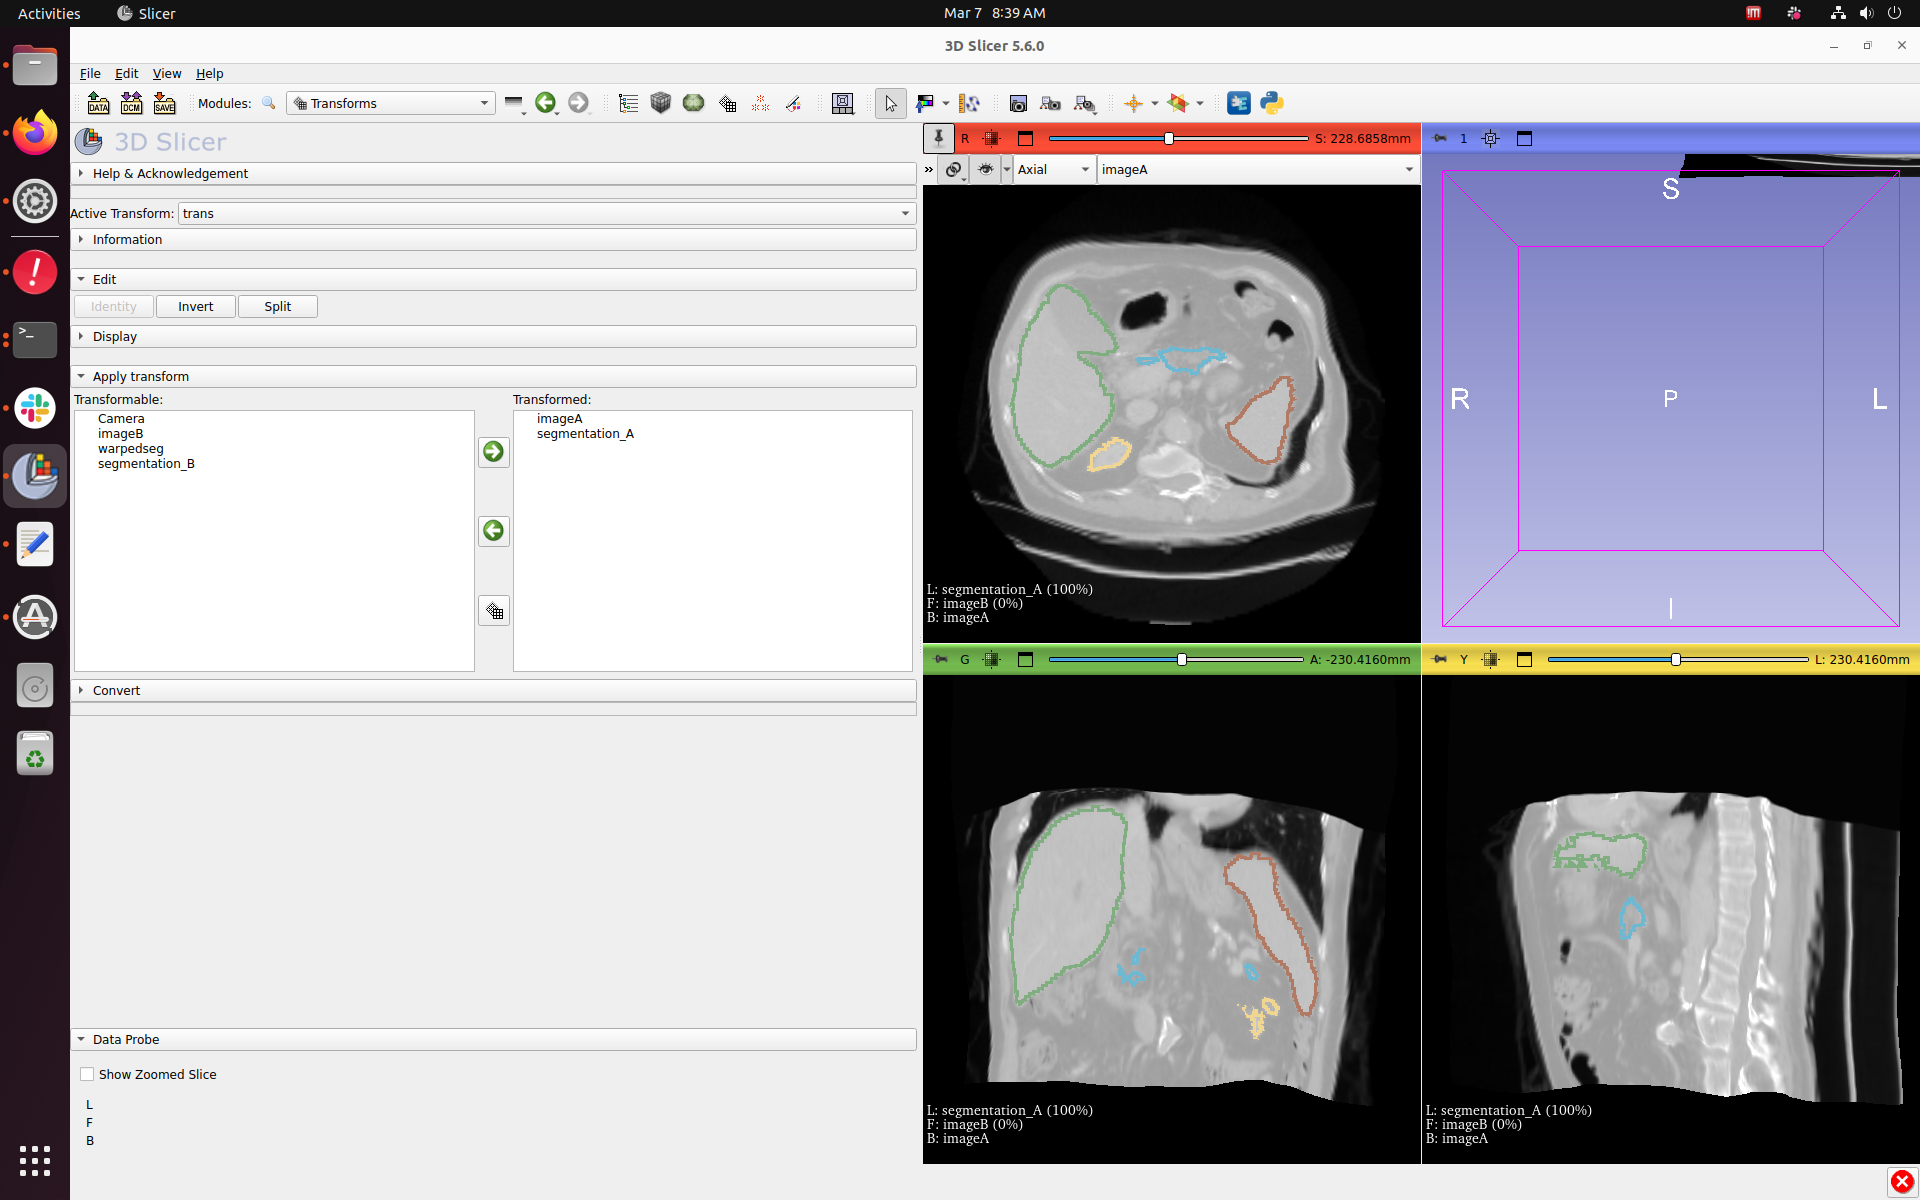 Activities
Slicer
Mar 7 8:39 AM
3D Slicer 5.6.0
File Edit View Help
DATA DCM SAVE Modules: Transforms
3D Slicer
Help & Acknowledgement
Active Transform: trans
Information
Edit
Identity Invert Split
Display
Apply transform
Transformable:
Camera
imageB
warpedseg
segmentation_B
Transformed:
imageA
segmentation_A
Convert
Data Probe
Show Zoomed Slice
L
F
B
R S: 228.6858mm
» Axial imageA
L: segmentation_A (100%)
F: imageB (0%)
B: imageA
1
S
R P L
I
G A: -230.4160mm
L: segmentation_A (100%)
F: imageB (0%)
B: imageA
Y L: 230.4160mm
L: segmentation_A (100%)
F: imageB (0%)
B: imageA